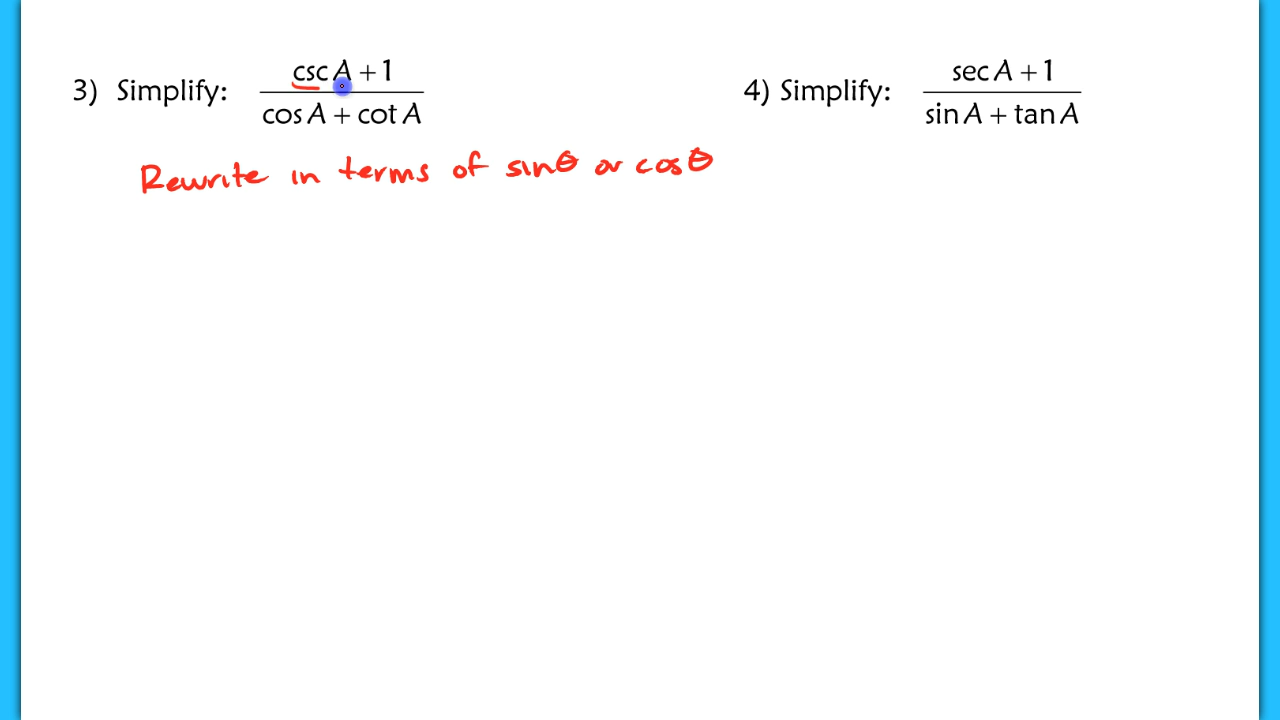 3) Simplify: csc A + 1
cos A + cot A
Rewrite in terms of sinθ or cosθ
4) Simplify: sec A + 1
sin A + tan A